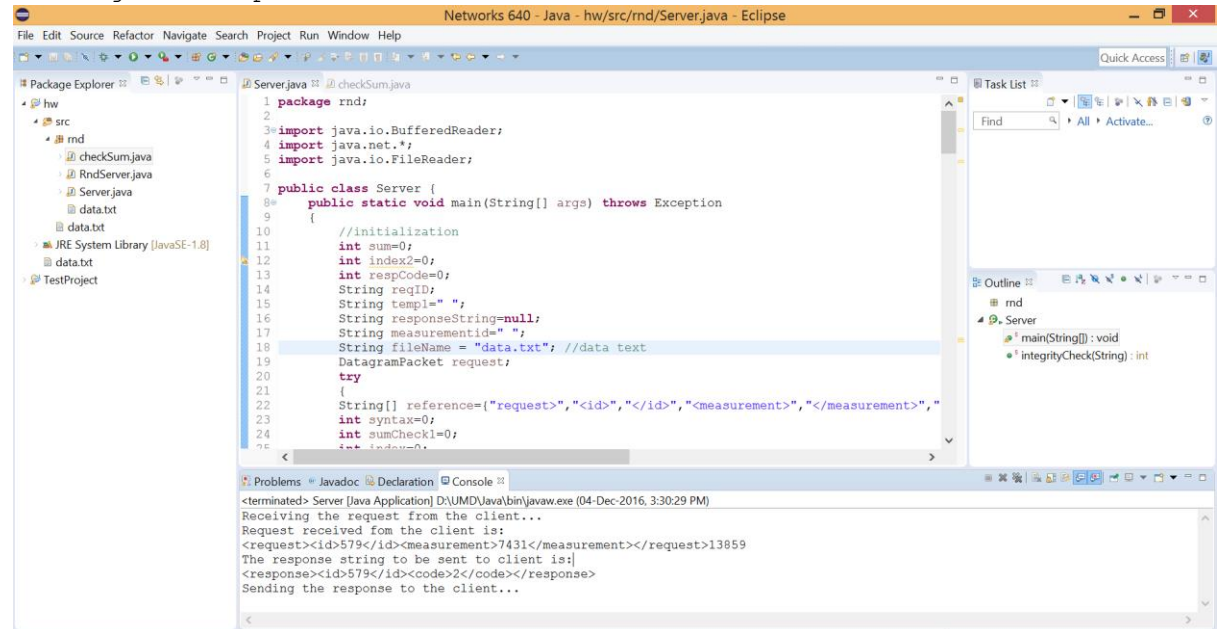 Networks 640 - Java - hw/src/rnd/Server.java - Eclipse
File Edit Source Refactor Navigate Search Project Run Window Help
Quick Access
Package Explorer
hw
src
rnd
checkSum.java
RndServer.java
Server.java
data.txt
data.txt
JRE System Library [JavaSE-1.8]
data.txt
TestProject
Server.java checkSum.java
1 package rnd;
2
3 import java.io.BufferedReader;
4 import java.net.*;
5 import java.io.FileReader;
6
7 public class Server {
8 public static void main(String[] args) throws Exception
9 {
10 //initialization
11 int sum=0;
12 int index2=0;
13 int respCode=0;
14 String reqID;
15 String temp1=" ";
16 String responseString=null;
17 String measurementid=" ";
18 String fileName = "data.txt"; //data text
19 DatagramPacket request;
20 try
21 {
22 String[] reference={"request>","<id>","</id>","<measurement>","</measurement>","
23 int syntax=0;
24 int sumCheck1=0;
25 int index=0;
Task List
Find All Activate...
Outline
rnd
Server
main(String[]) : void
integrityCheck(String) : int
Problems Javadoc Declaration Console
<terminated> Server [Java Application] D:\UMD\Java\bin\javaw.exe (04-Dec-2016, 3:30:29 PM)
Receiving the request from the client...
Request received fom the client is:
<request><id>579</id><measurement>7431</measurement></request>13859
The response string to be sent to client is:
<response><id>579</id><code>2</code></response>
Sending the response to the client...